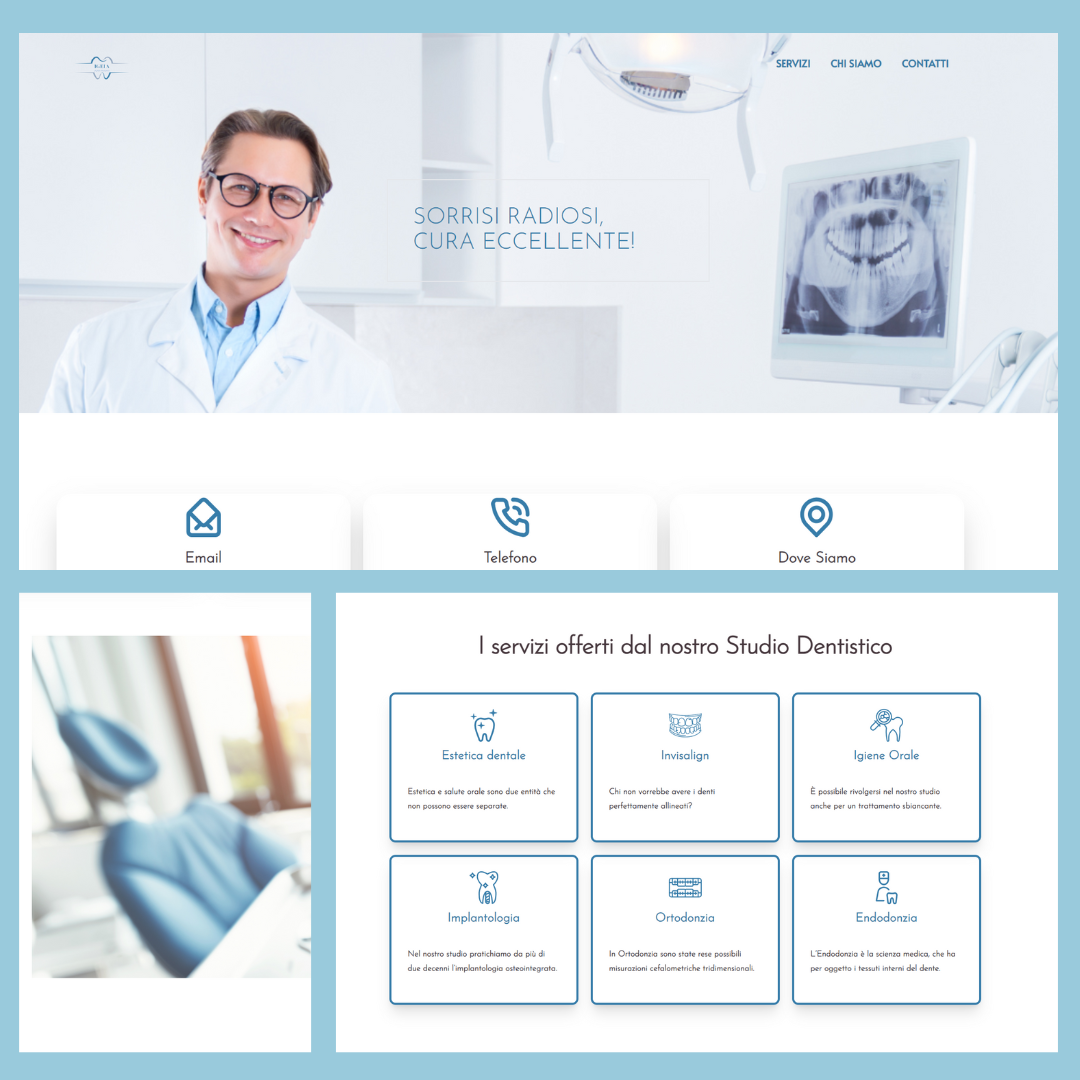 SERVIZI CHI SIAMO CONTATTI
SORRISI RADIOSI,
CURA ECCELLENTE!
Email
Telefono
Dove Siamo
I servizi offerti dal nostro Studio Dentistico
Estetica dentale
Estetica e salute orale sono due entità che
non possono essere separate.
Invisalign
Chi non vorrebbe avere i denti
perfettamente allineati?
Igiene Orale
È possibile rivolgersi nel nostro studio
anche per un trattamento sbiancante.
Implantologia
Nel nostro studio pratichiamo da più di
due decenni l'implantologia osteointegrata.
Ortodonzia
In Ortodonzia sono state rese possibili
misurazioni cefalometriche tridimensionali.
Endodonzia
L'Endodonzia è la scienza medica, che ha
per oggetto i tessuti interni del dente.